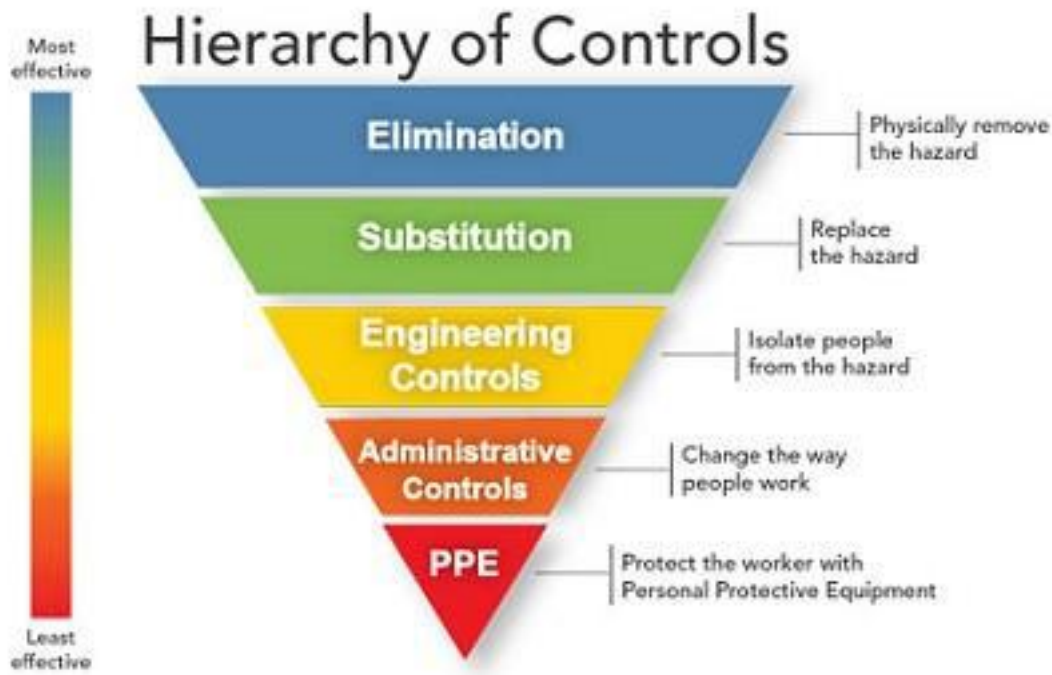 Hierarchy of Controls
Most
effective
Elimination
Physically remove
the hazard
Substitution
Replace
the hazard
Engineering
Controls
Isolate people
from the hazard
Administrative
Controls
Change the way
people work
PPE
Protect the worker with
Personal Protective Equipment
Least
effective